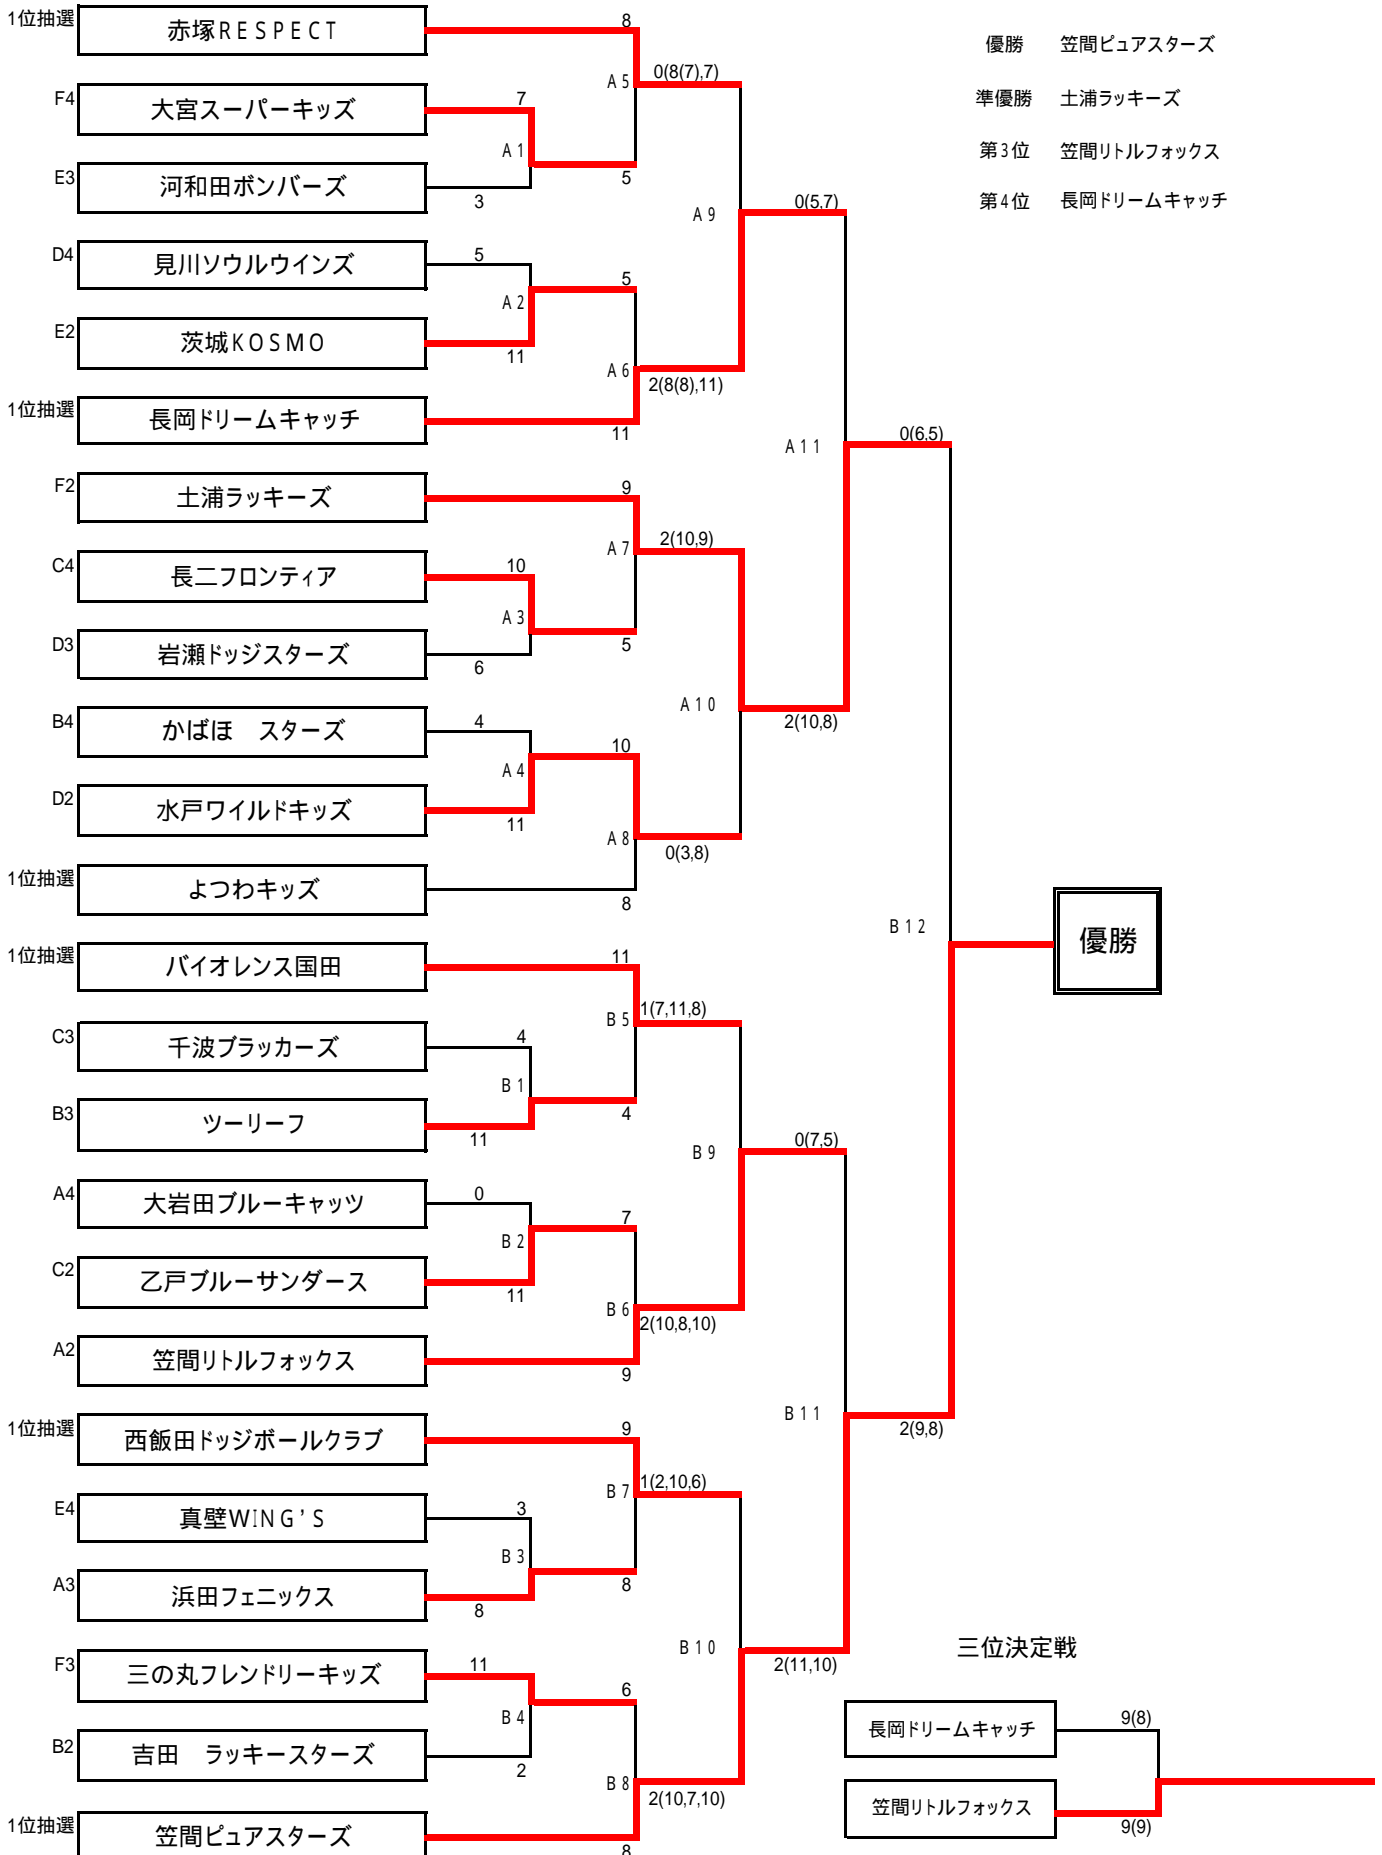 1位抽選
赤塚RESPECT
8
優勝 笠間ピュアスターズ
A5
0(8(7),7)
F4
大宮スーパーキッズ
7
準優勝 土浦ラッキーズ
A1
第3位 笠間リトルフォックス
E3
河和田ボンバーズ
3
5
第4位 長岡ドリームキャッチ
A9
0(5,7)
D4
見川ソウルウインズ
5
5
A2
E2
茨城KOSMO
11
A6
2(8(8),11)
1位抽選
長岡ドリームキャッチ
11
A11
0(6,5)
F2
土浦ラッキーズ
9
A7
2(10,9)
C4
長二フロンティア
10
A3
D3
岩瀬ドッジスターズ
6
5
A10
2(10,8)
B4
かばほ　スターズ
4
10
A4
D2
水戸ワイルドキッズ
11
A8
0(3,8)
1位抽選
よつわキッズ
8
B12
優勝
1位抽選
バイオレンス国田
11
B5
1(7,11,8)
C3
千波ブラッカーズ
4
B1
B3
ツーリーフ
11
4
B9
0(7,5)
A4
大岩田ブルーキャッツ
0
7
B2
C2
乙戸ブルーサンダース
11
B6
2(10,8,10)
A2
笠間リトルフォックス
9
B11
2(9,8)
1位抽選
西飯田ドッジボールクラブ
9
B7
1(2,10,6)
E4
真壁WING'S
3
B3
A3
浜田フェニックス
8
8
B10
2(11,10)
三位決定戦
F3
三の丸フレンドリーキッズ
11
6
B4
長岡ドリームキャッチ
9(8)
B2
吉田　ラッキースターズ
2
B8
2(10,7,10)
笠間リトルフォックス
9(9)
1位抽選
笠間ピュアスターズ
8